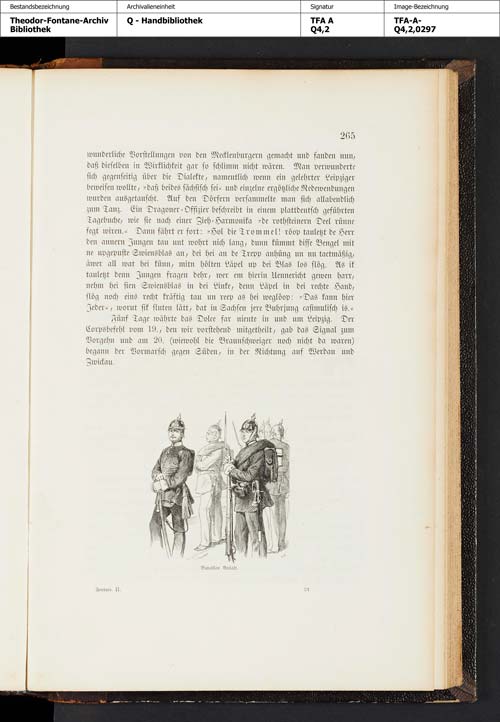 Bestandsbezeichnung Archivalieneinheit Signatur Image-Bezeichnung
Theodor-Fontane-Archiv Q - Handbibliothek TFA A TFA-A-
Bibliothek Q4,2 Q4,2,0297
265
wunderliche Vorstellungen von den Mecklenburgern gemacht und fanden nun,
daß dieselben in Wirklichkeit gar so schlimm nicht wären. Man verwunderte
sich gegenseitig über die Dialekte, namentlich wenn ein gelehrter Leipziger
beweisen wollte, »daß beides sächsisch sei« und einzelne ergötzliche Redewendungen
wurden ausgetauscht. Auf den Dörfern versammelte man sich allabendlich
zum Tanz. Ein Dragoner-Offizier beschreibt in einem plattdeutsch geführten
Tagebuche, wie sie nach einer Zieh-Harmonika »de rothsteinern Del rünne
fegt wiren.« Dann fährt er fort: »Hol die Trommel! röop tauletzt de Herr
den annern Jungen tau unt wohrt nich lang, dunn kümmt disse Bengel mit
ne upgepuste Swiensblas an, dei hei an de Trepp anhüng un nu tactmäßig,
äwer all wat hei künn, mitn hölten Läpel up dei Blas los slög. As ik
tauletzt denn Jungen fragen dehr, wer em hierin Unnericht gewen harr,
nehm hei sien Swiensblas in dei Linke, denn Läpel in dei rechte Hand,
slög noch eins recht kräftig tau un reep as hei weglöop: »Das kann hier
Jeder«, worut sik sluten lätt, dat in Sachsen jere Buhrjung
Fünf Tage währte das Dolce far niente in und um Leipzig. Der
Corpsbefehl vom 19., den wir vorstehend mitgetheilt, gab das Signal zum
Vorgehn und am 20. (wiewohl die Braunschweiger noch nicht da waren)
begann der Vormarsch gegen Süden, in der Richtung auf Werdau und
Zwickau.
Bataillon Anhalt.
Fontane. II.